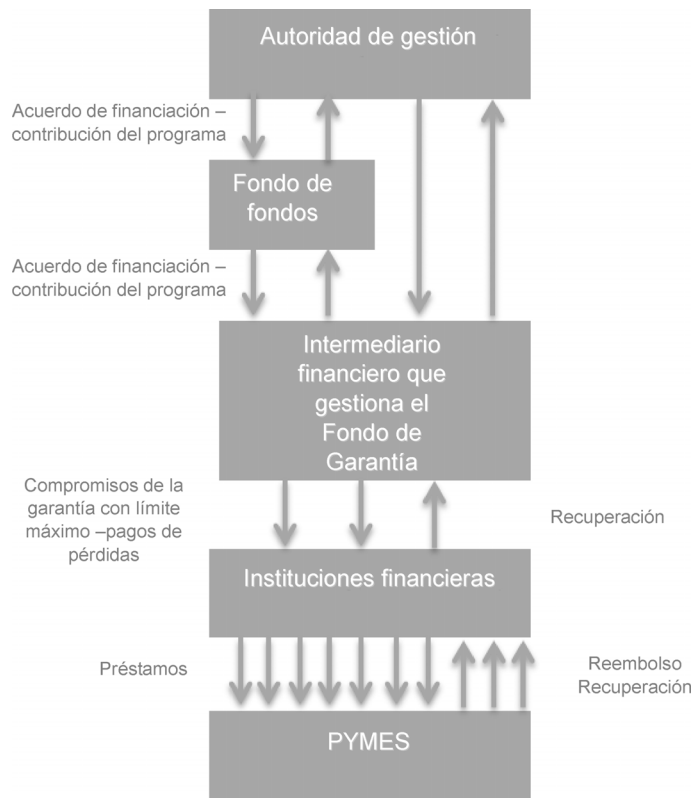 Autoridad de gestión
Acuerdo de financiación –
contribución del programa
Fondo de
fondos
Acuerdo de financiación –
contribución del programa
Intermediario
financiero que
gestiona el
Fondo de
Garantía
Compromisos de la
garantía con límite
máximo –pagos de
pérdidas
Recuperación
Instituciones financieras
Préstamos
Reembolso
Recuperación
PYMES